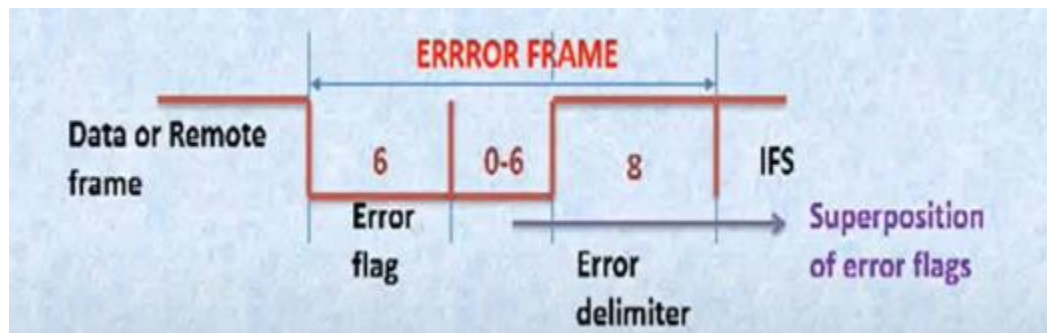 ERRROR FRAME
Data or Remote
frame
6
0-6
8
IFS
Error
flag
Error
delimiter
Superposition
of error flags